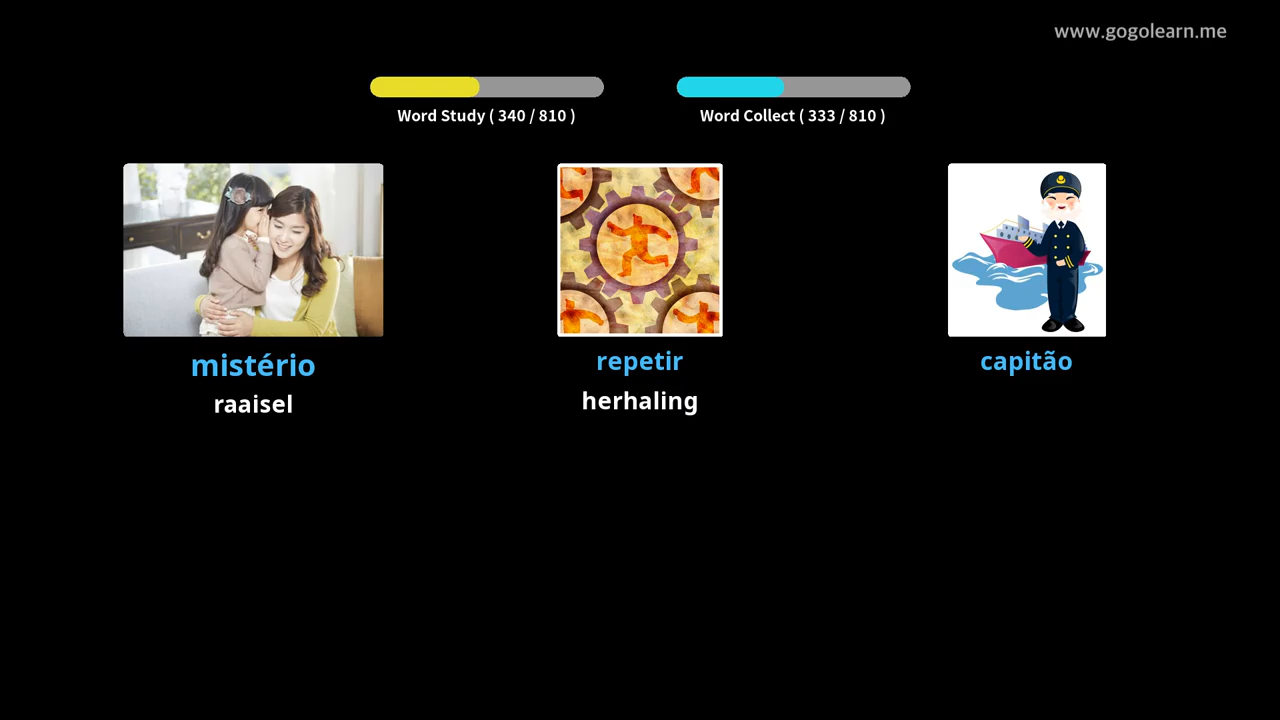 www.gogolearn.me
Word Study ( 340 / 810 )
Word Collect ( 333 / 810 )
mistério
raaisel
repetir
herhaling
capitão